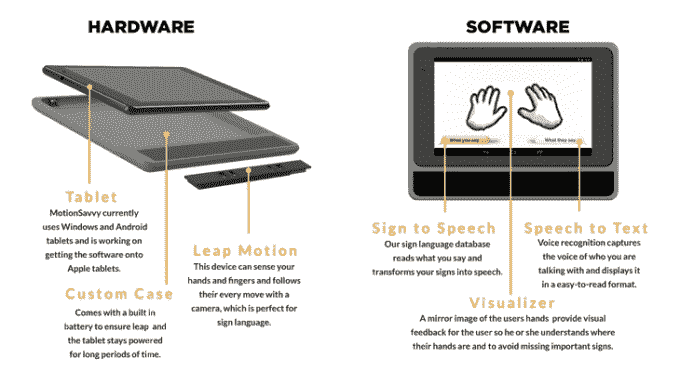 HARDWARE
Tablet
MotionSavvy currently
uses Windows and Android
tablets and is working on
getting the software onto
Apple tablets.
Custom Case
Comes with a built in
battery to ensure leap and
the tablet stays powered
for long periods of time.
Leap Motion
This device can sense your
hands and fingers and follows
their every move with a
camera, which is perfect for
sign language.
SOFTWARE
What you say
What they say
Sign to Speech
Our sign language database
reads what you say and
transforms your signs into speech.
Speech to Text
Voice recognition captures
the voice of who you are
talking with and displays it
in a easy-to-read format.
Visualizer
A mirror image of the users hands provide visual
feedback for the user so he or she understands where
their hands are and to avoid missing important signs.